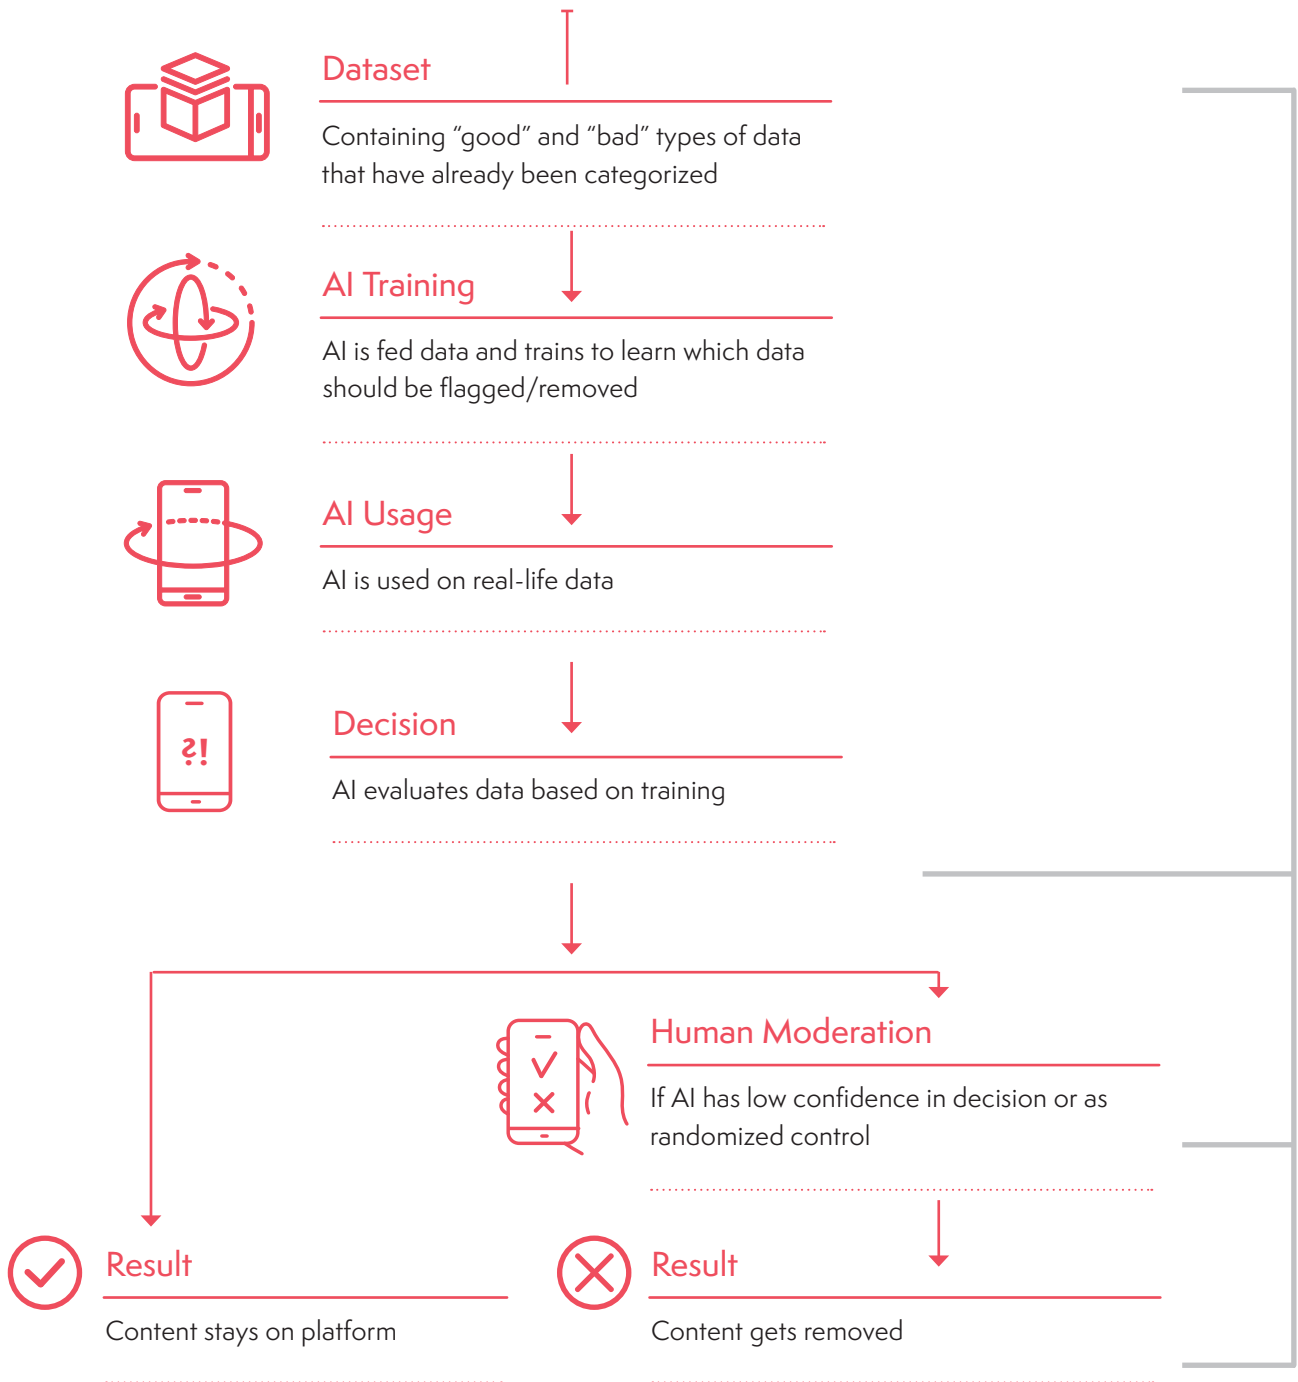 Dataset
Containing “good” and “bad” types of data
that have already been categorized
AI Training
AI is fed data and trains to learn which data
should be flagged/removed
AI Usage
AI is used on real-life data
?!
Decision
AI evaluates data based on training
Human Moderation
If AI has low confidence in decision or as
randomized control
Result
Content stays on platform
Result
Content gets removed